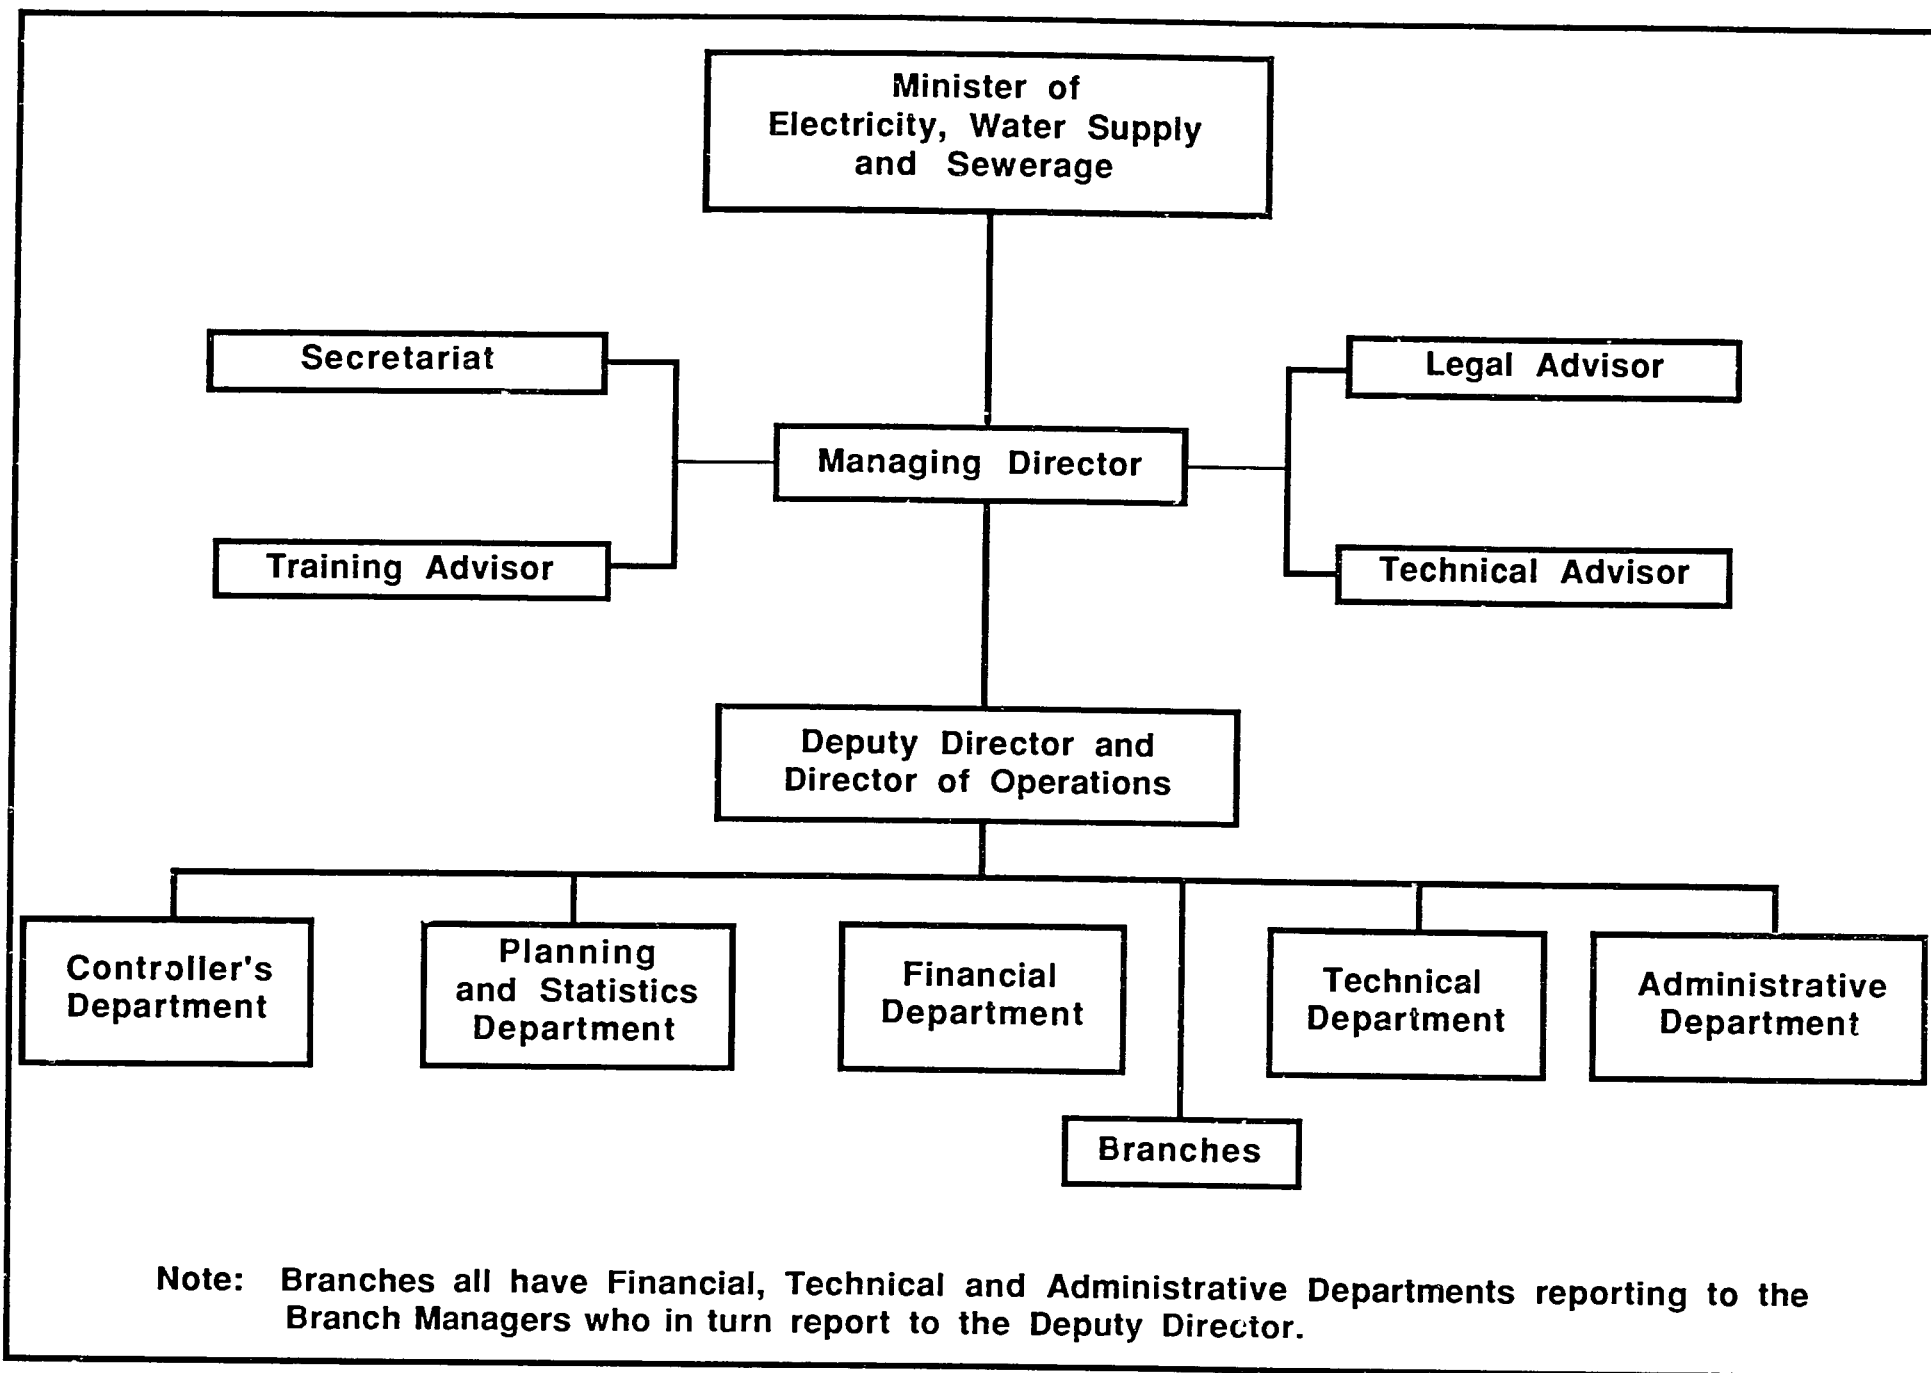 Minister of
Electricity, Water Supply
and Sewerage
Secretariat
Legal Advisor
Managing Director
Training Advisor
Technical Advisor
Deputy Director and
Director of Operations
Controller's
Department
Planning
and Statistics
Department
Financial
Department
Technical
Department
Administrative
Department
Branches
Note: Branches all have Financial, Technical and Administrative Departments reporting to the
Branch Managers who in turn report to the Deputy Director.